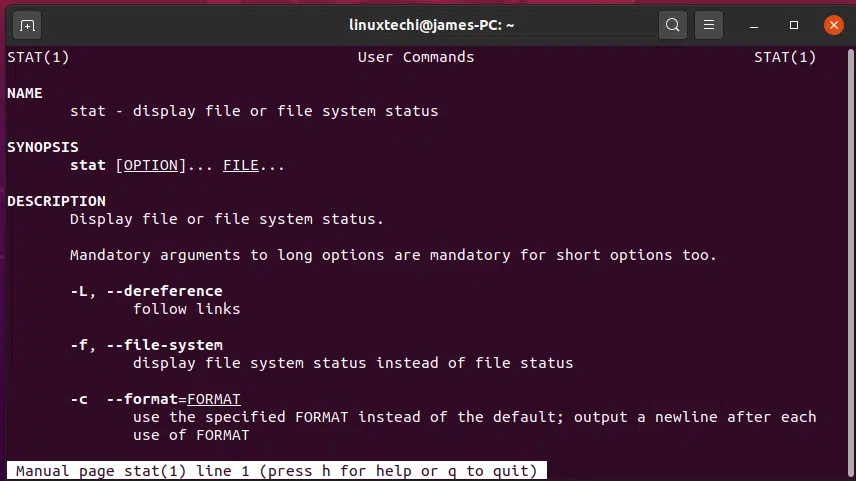 linuxtechi@james-PC: ~
STAT(1) User Commands STAT(1)
NAME
stat - display file or file system status
SYNOPSIS
stat [OPTION]... FILE...
DESCRIPTION
Display file or file system status.
Mandatory arguments to long options are mandatory for short options too.
-L, --dereference
follow links
-f, --file-system
display file system status instead of file status
-c --format=FORMAT
use the specified FORMAT instead of the default; output a newline after each
use of FORMAT
Manual page stat(1) line 1 (press h for help or q to quit)